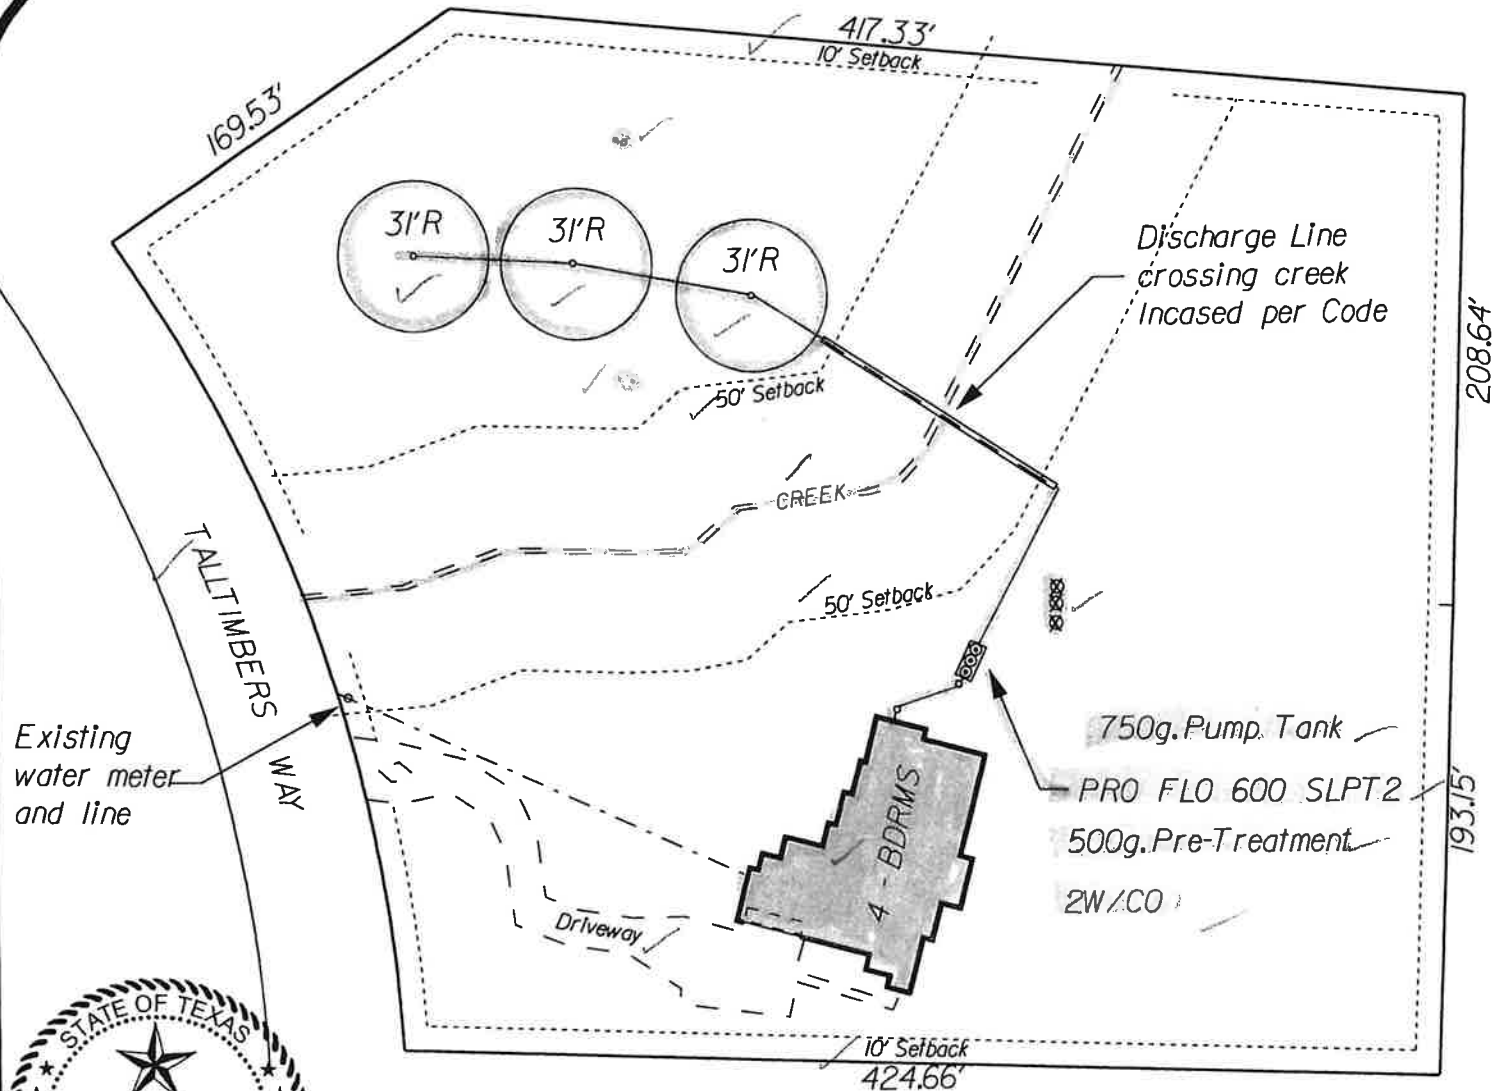 417.33'
10' Setback
169.53'
31'R
31'R
31'R
Discharge Line
crossing creek
Incased per Code
208.64'
50' Setback
CREEK
50' Setback
TALLTIMBERS WAY
Existing
water meter
and line
750g.Pump Tank
PRO FLO 600 SLPT2
500g.Pre-Treatment
2W/CO
193.15'
4 - BDRMS
Driveway
STATE OF TEXAS
10' Setback
424.66'